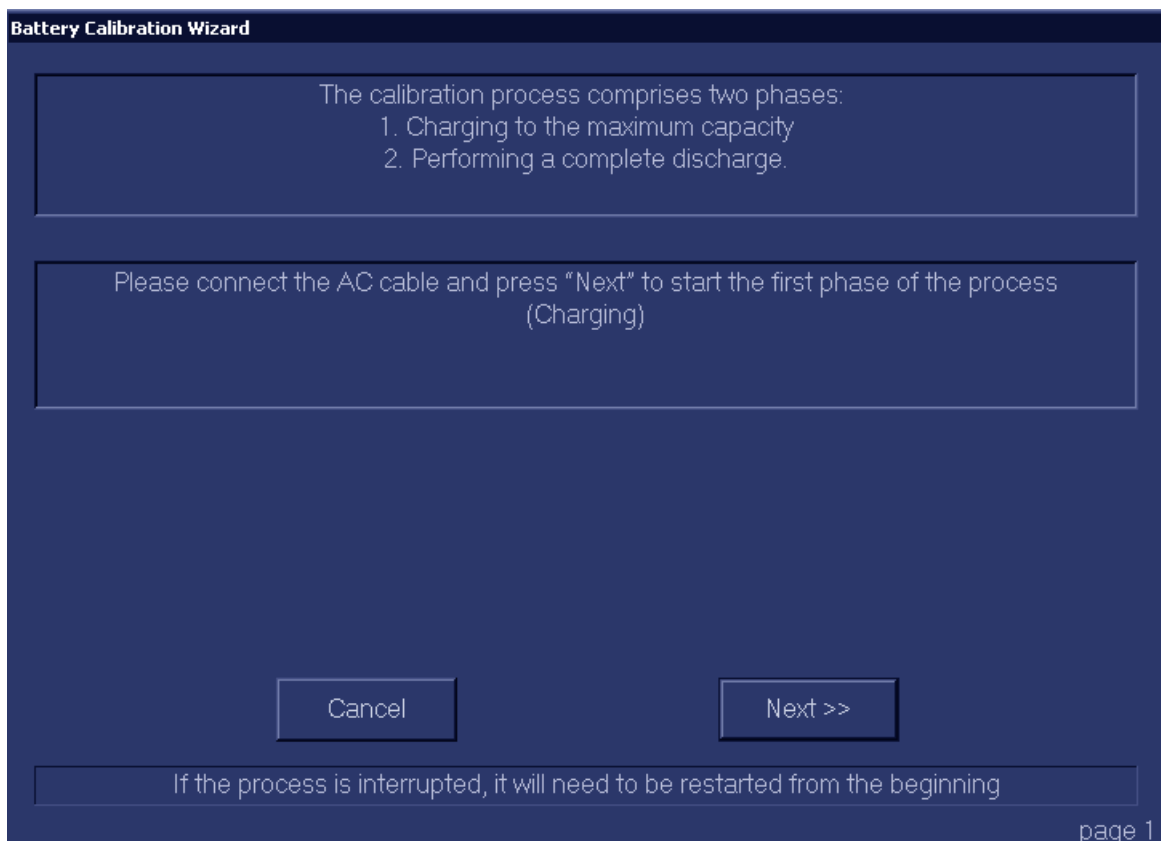 Battery Calibration Wizard
The calibration process comprises two phases:
1. Charging to the maximum capacity
2. Performing a complete discharge.
Please connect the AC cable and press “Next” to start the first phase of the process
(Charging)
Cancel
Next >>
If the process is interrupted, it will need to be restarted from the beginning
page 1